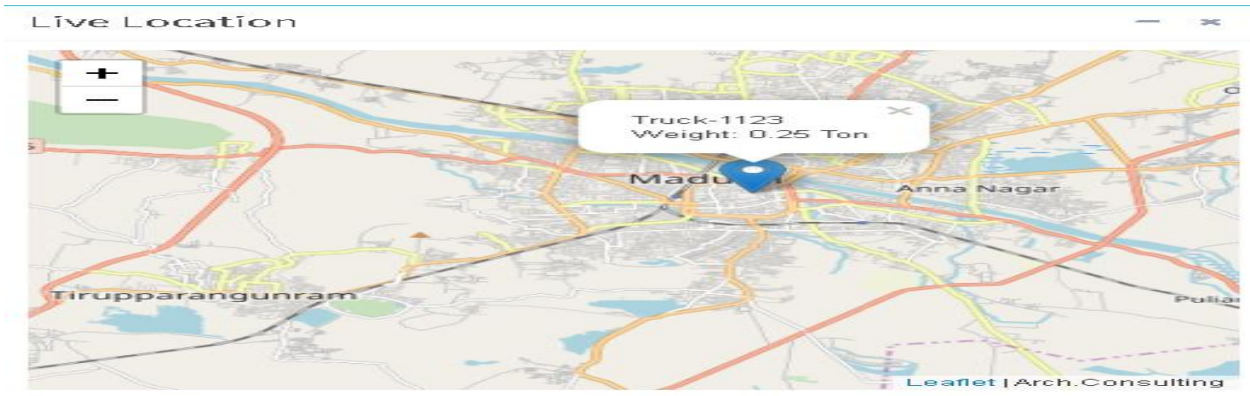 Live Location
Truck-1123
Weight: 0.25 Ton
Anna Nagar
Tirupparangunram
Leaflet | Arch.Consulting